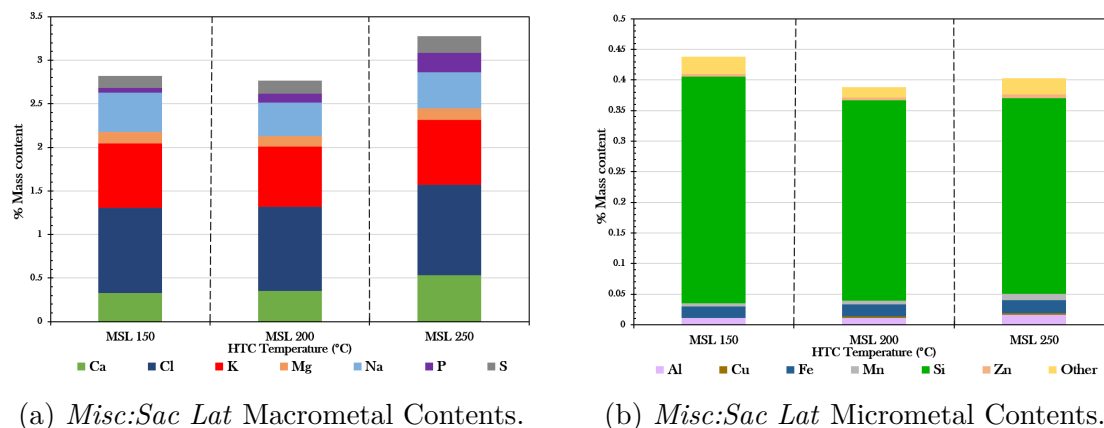 3.5
3
2.5
2
1.5
1
0.5
0
% Mass content
MSL 150 MSL 200 MSL 250
HTC Temperature (°C)
Ca Cl K Mg Na P S
(a) Misc:Sac Lat Macrometal Contents.
0.5
0.45
0.4
0.35
0.3
0.25
0.2
0.15
0.1
0.05
0
% Mass content
MSL 150 MSL 200 MSL 250
HTC Temperature (°C)
Al Cu Fe Mn Si Zn Other
(b) Misc:Sac Lat Micrometal Contents.